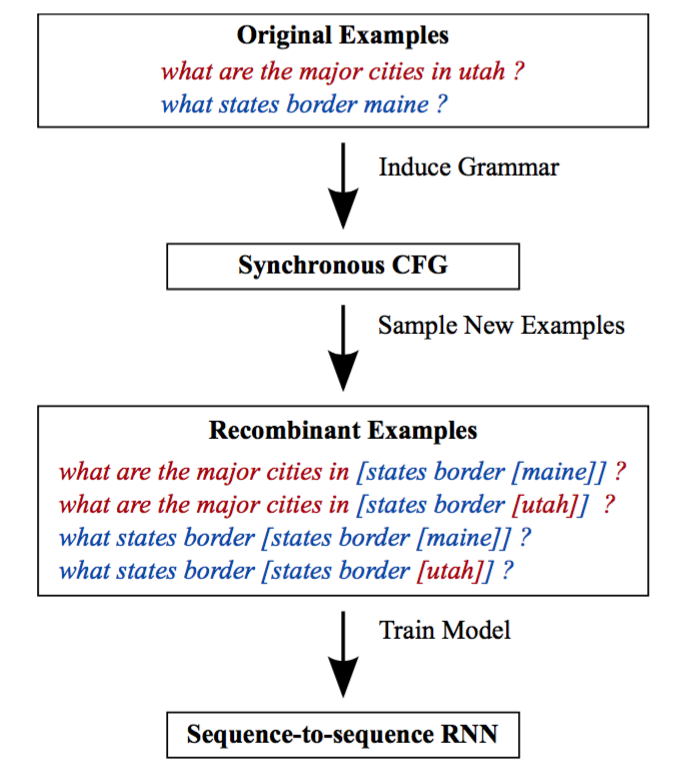 Original Examples
what are the major cities in utah ?
what states border maine ?
Induce Grammar
Synchronous CFG
Sample New Examples
Recombinant Examples
what are the major cities in [states border [maine]] ?
what are the major cities in [states border [utah]] ?
what states border [states border [maine]] ?
what states border [states border [utah]] ?
Train Model
Sequence-to-sequence RNN